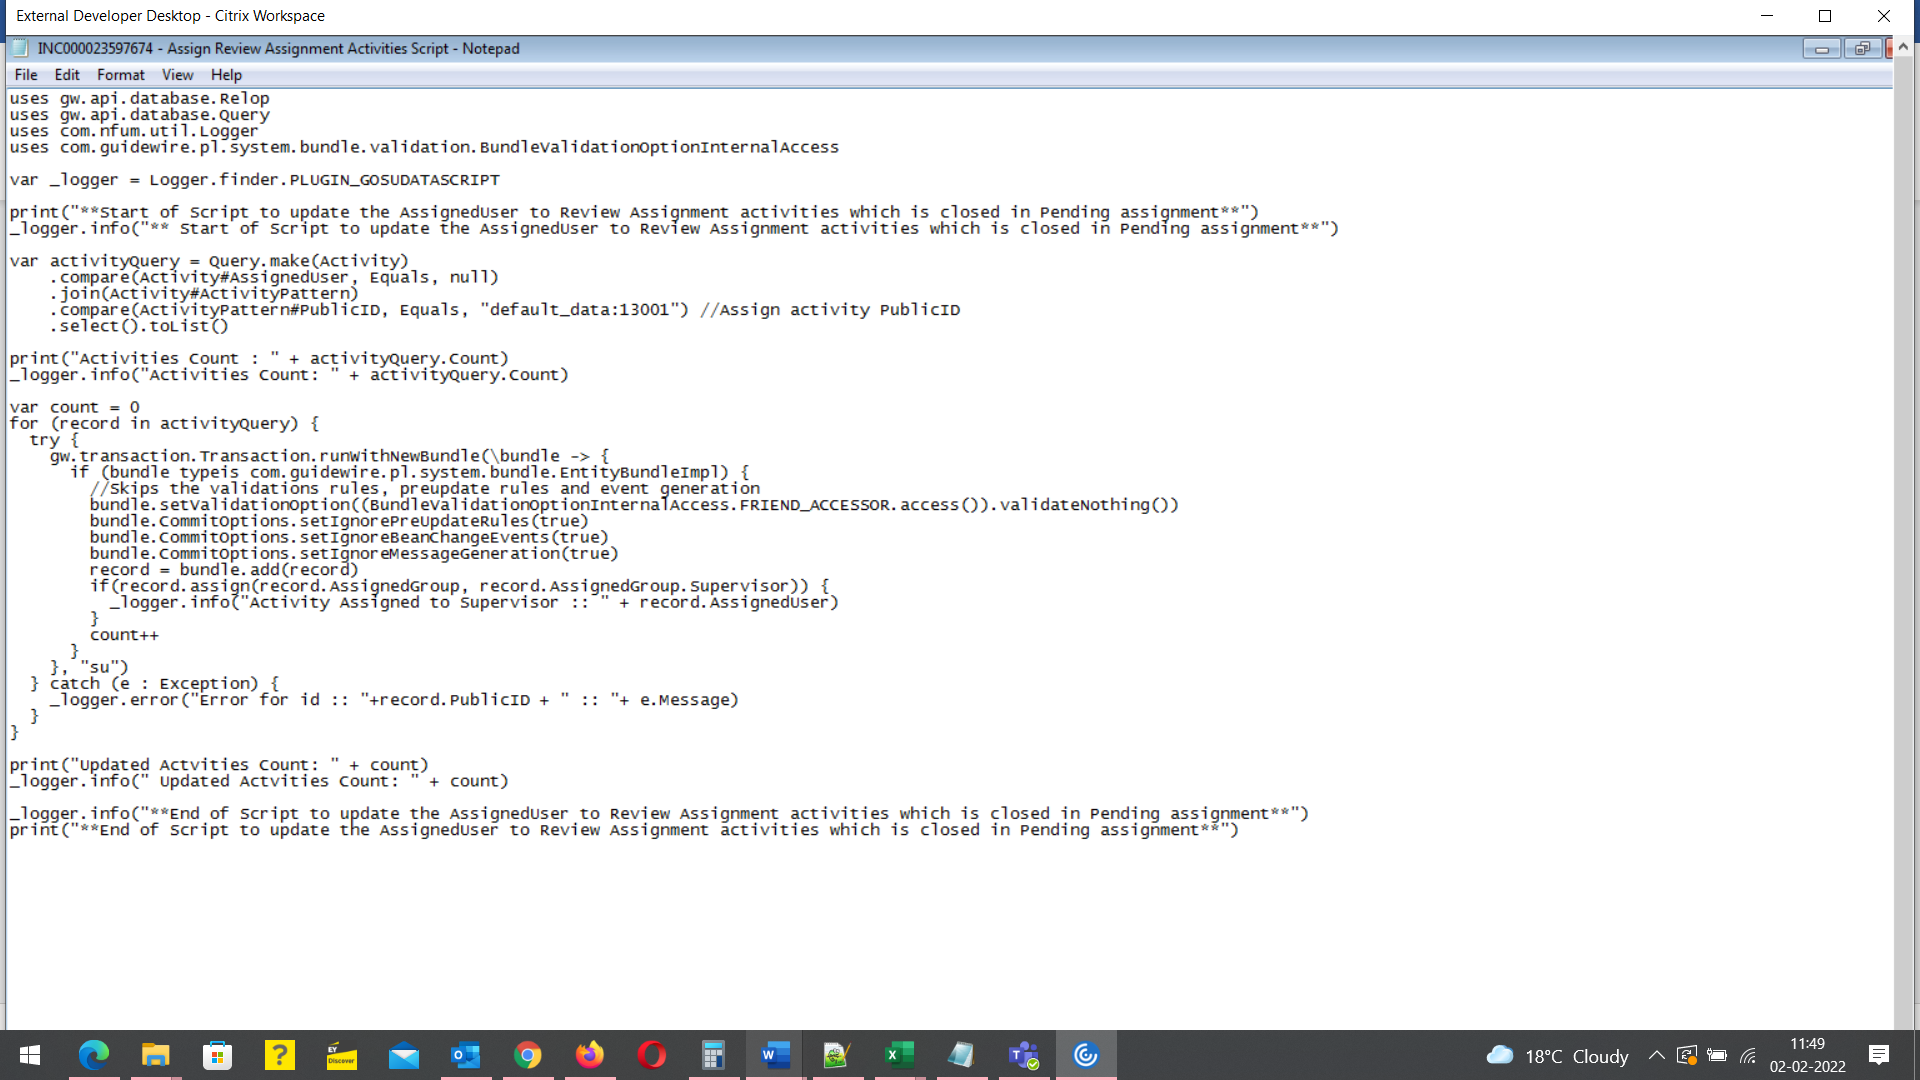 External Developer Desktop - Citrix Workspace
INC000023597674 - Assign Review Assignment Activities Script - Notepad
File Edit Format View Help
uses gw.api.database.Relop
uses gw.api.database.Query
uses com.nfum.util.Logger
uses com.guidewire.pl.system.bundle.validation.BundleValidationOptionInternalAccess
var _logger = Logger.finder.PLUGIN_GOSUDATASCRIPT
print("**Start of Script to update the AssignedUser to Review Assignment activities which is closed in Pending assignment**")
_logger.info("** Start of Script to update the AssignedUser to Review Assignment activities which is closed in Pending assignment**")
var activityQuery = Query.make(Activity)
.compare(Activity#AssignedUser, Equals, null)
.join(Activity#ActivityPattern)
.compare(ActivityPattern#PublicID, Equals, "default_data:13001") //Assign activity PublicID
.select().toList()
print("Activities Count : " + activityQuery.Count)
_logger.info("Activities Count: " + activityQuery.Count)
var count = 0
for (record in activityQuery) {
try {
gw.transaction.Transaction.runWithNewBundle(\bundle -> {
if (bundle typeis com.guidewire.pl.system.bundle.EntityBundleImpl) {
//Skips the validations rules, preupdate rules and event generation
bundle.setValidationOption((BundleValidationOptionInternalAccess.FRIEND_ACCESSOR.access()).validateNothing())
bundle.CommitOptions.setIgnorePreUpdateRules(true)
bundle.CommitOptions.setIgnoreBeanChangeEvents(true)
bundle.CommitOptions.setIgnoreMessageGeneration(true)
record = bundle.add(record)
if(record.assign(record.AssignedGroup, record.AssignedGroup.Supervisor)) {
_logger.info("Activity Assigned to Supervisor :: " + record.AssignedUser)
}
count++
}
}, "su")
} catch (e : Exception) {
_logger.error("Error for id :: "+record.PublicID + " :: "+ e.Message)
}
}
print("Updated Actvities Count: " + count)
_logger.info(" Updated Actvities Count: " + count)
_logger.info("**End of Script to update the AssignedUser to Review Assignment activities which is closed in Pending assignment**")
print("**End of Script to update the AssignedUser to Review Assignment activities which is closed in Pending assignment**")
18°C Cloudy
11:49
02-02-2022